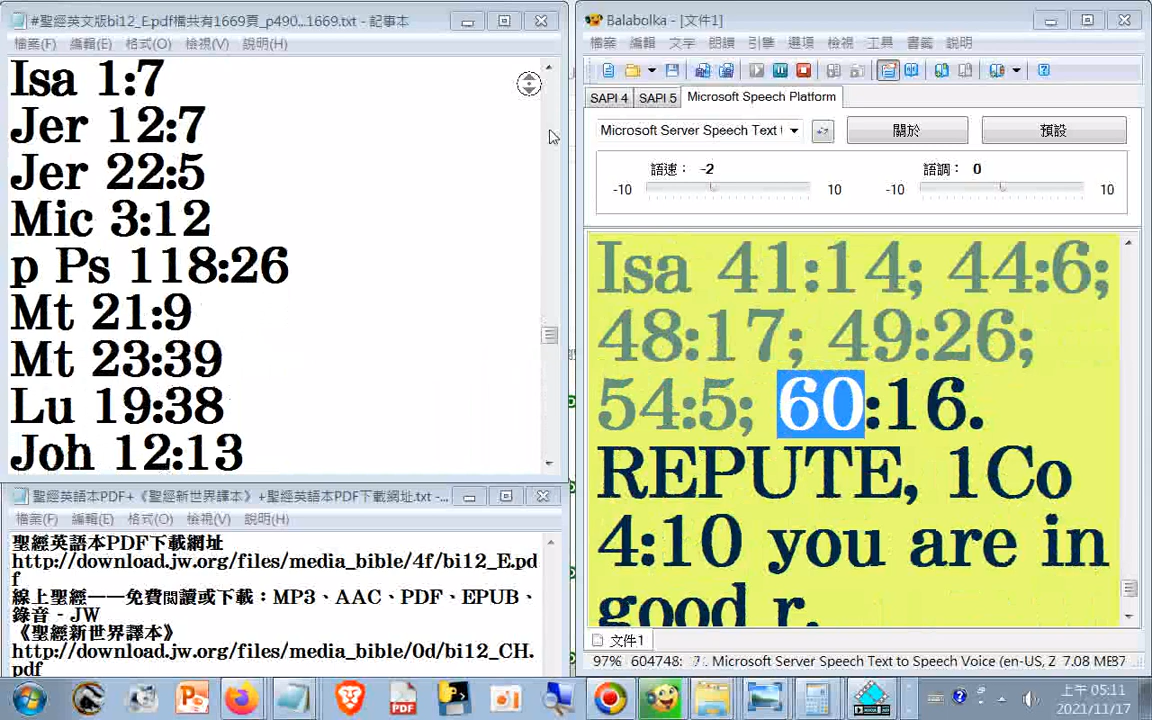 #聖經英文版bi12_E.pdf檔共有1669頁_p490...1669.txt - 記事本
檔案(F) 編輯(E) 格式(O) 檢視(V) 說明(H)
Isa 1:7
Jer 12:7
Jer 22:5
Mic 3:12
p Ps 118:26
Mt 21:9
Mt 23:39
Lu 19:38
Joh 12:13
聖經英語本PDF+《聖經新世界譯本》+聖經英語本PDF下載網址.txt -...
檔案(F) 編輯(E) 格式(O) 檢視(V) 說明(H)
聖經英語本PDF下載網址
http://download.jw.org/files/media_bible/4f/bi12_E.pd
f
線上聖經——免費閱讀或下載：MP3、AAC、PDF、EPUB、
錄音 - JW
《聖經新世界譯本》
http://download.jw.org/files/media_bible/0d/bi12_CH.
pdf
Balabolka - [文件1]
檔案 編輯 文字 朗讀 引擎 選項 檢視 工具 書籤 說明
SAPI 4 SAPI 5 Microsoft Speech Platform
Microsoft Server Speech Text 關於 預設
語速： -2 語調： 0
-10 10 -10 10
Isa 41:14; 44:6;
48:17; 49:26;
54:5; 60:16.
REPUTE, 1Co
4:10 you are in
good r.
文件1
97% 604748: Microsoft Server Speech Text to Speech Voice (en-US, Z 7.08 MB
PDF
上午 05:11
2021/11/17